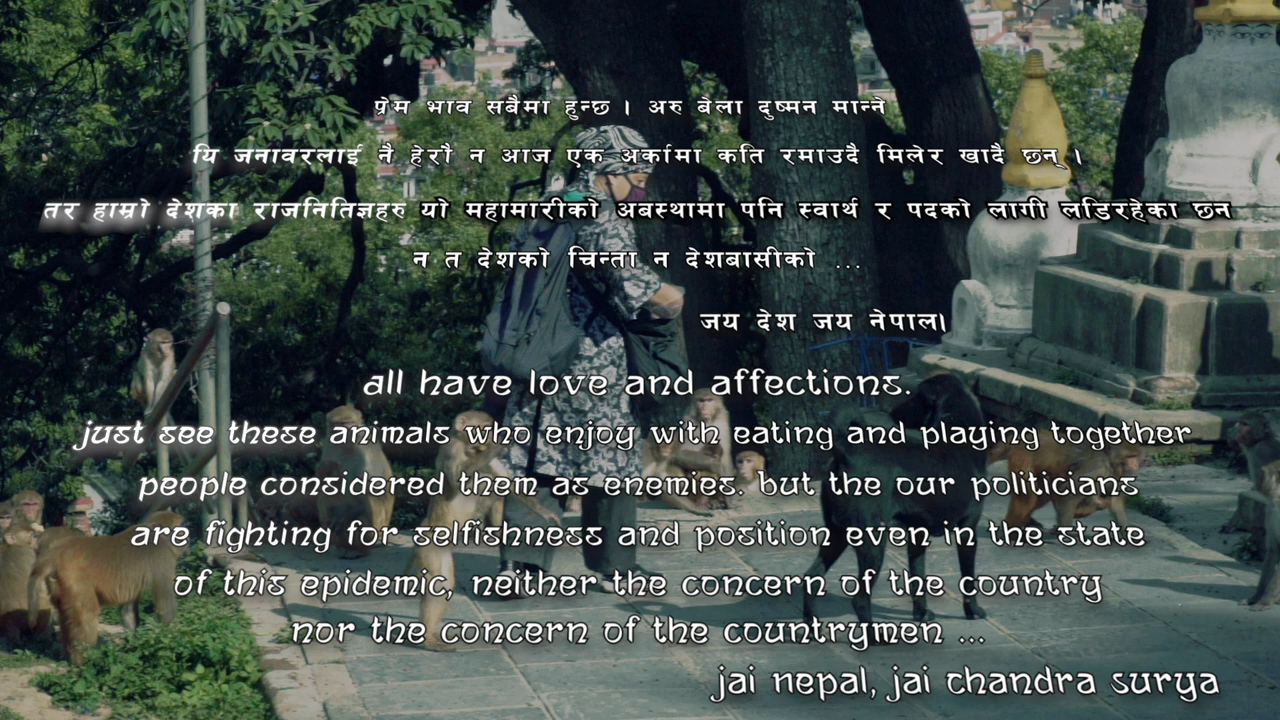 प्रेम भाव सबैमा हुन्छ । अरु बेला दुष्मन मान्ने
यि जनावरलाई नै हेरौ न आज एक अर्कामा कति रमाउदै मिलेर खादै छन् ।
तर हाम्रो देशका राजनितिज्ञहरु यो महामारीको अबस्थामा पनि स्वार्थ र पदको लागी लडिरहेका छन
न त देशको चिन्ता न देशबासीको ...
जय देश जय नेपाल।
all have love and affections.
just see these animals who enjoy with eating and playing together
people considered them as enemies. but the our politicians
are fighting for selfishness and position even in the state
of this epidemic, neither the concern of the country
nor the concern of the countrymen ...
jai nepal, jai chandra surya